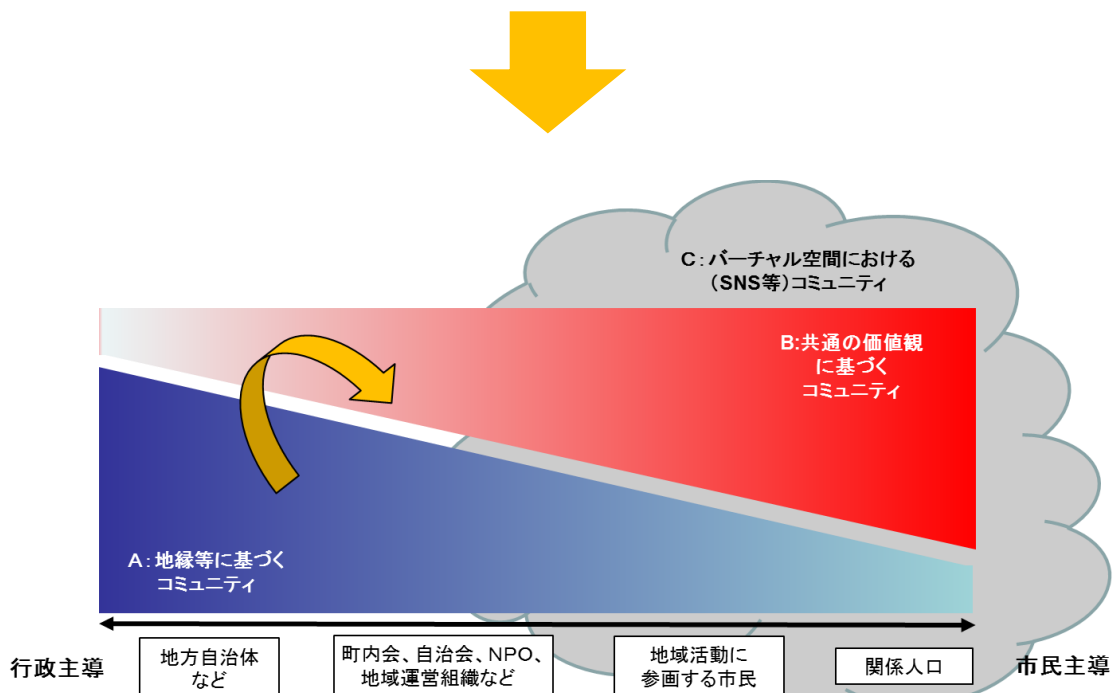 C：バーチャル空間における
（SNS等）コミュニティ
B:共通の価値観
に基づく
コミュニティ
A：地縁等に基づく
コミュニティ
行政主導
地方自治体
など
町内会、自治会、NPO、
地域運営組織など
地域活動に
参画する市民
関係人口
市民主導